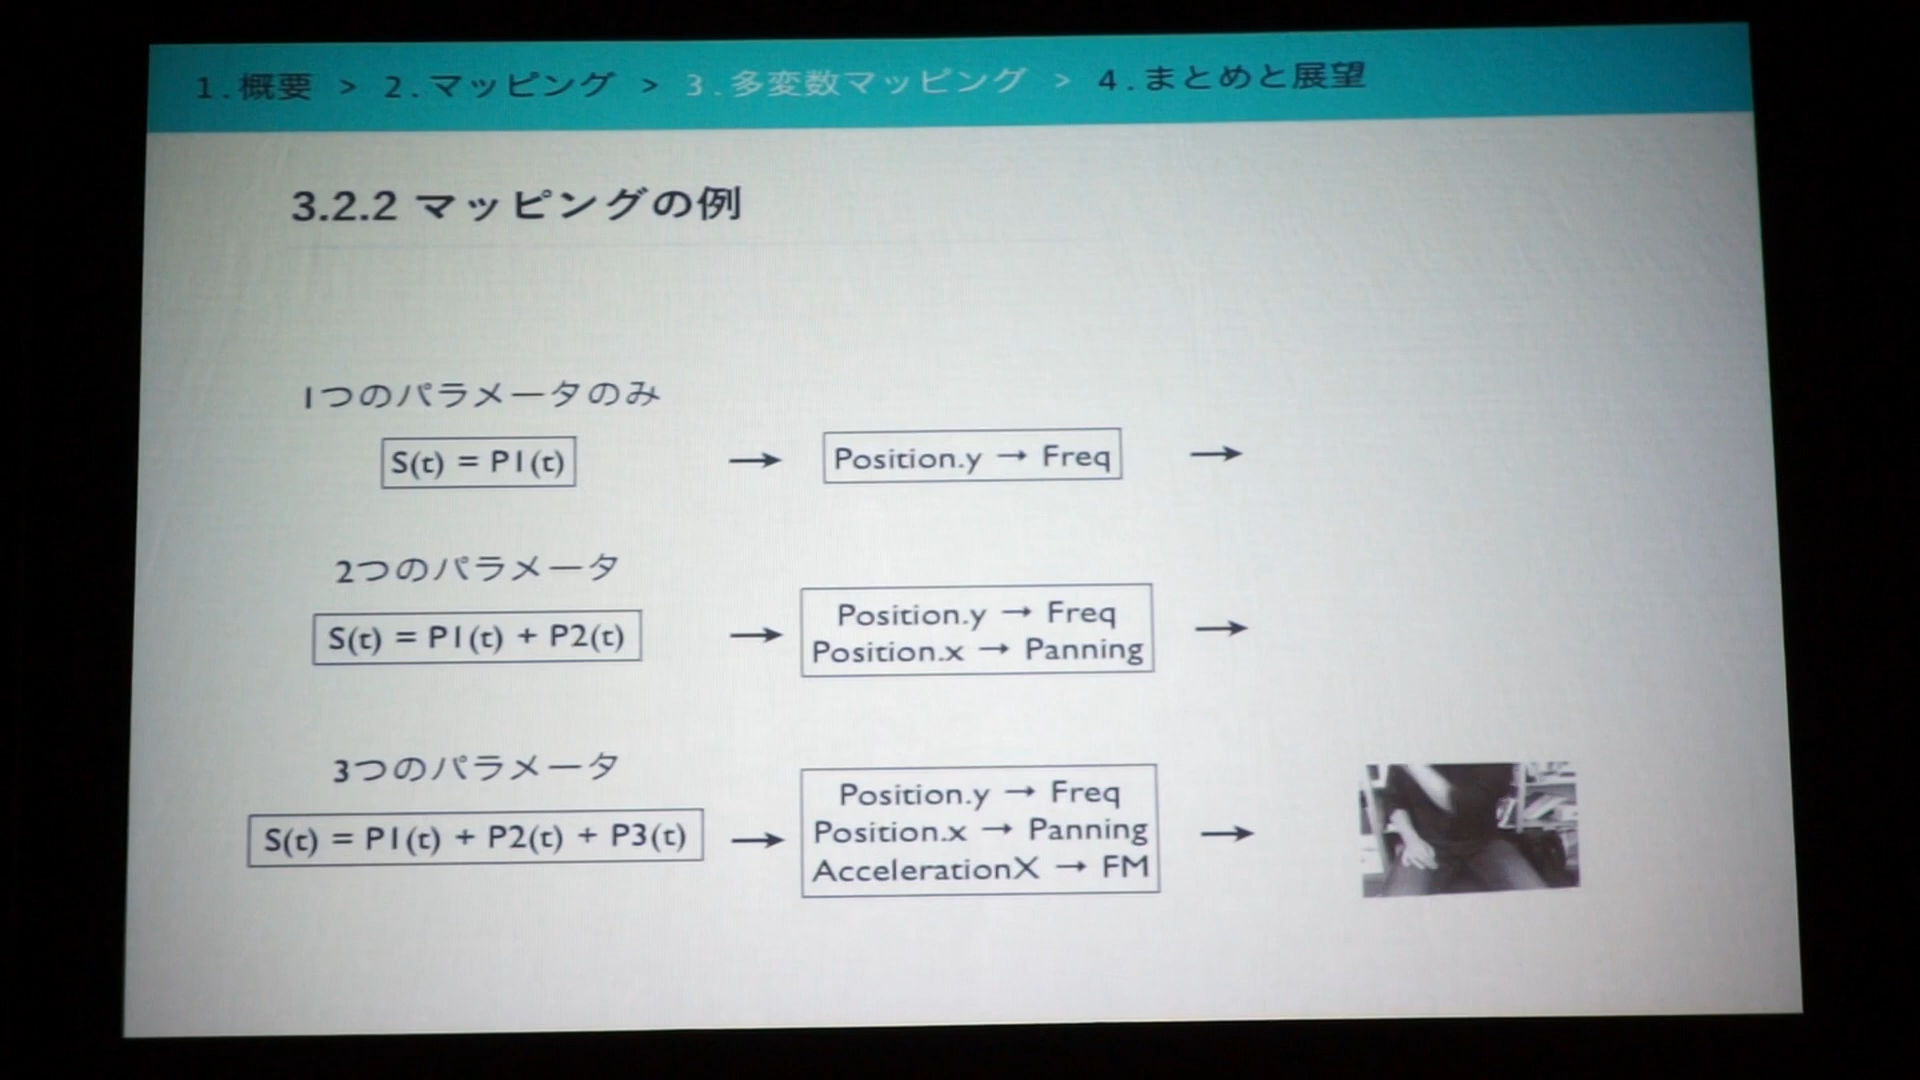 1.概要 > 2.マッピング > 3.多変数マッピング > 4.まとめと展望
3.2.2 マッピングの例
1つのパラメータのみ
S(t) = P1(t) → Position.y → Freq →
2つのパラメータ
S(t) = P1(t) + P2(t) → Position.y → Freq
Position.x → Panning →
3つのパラメータ
S(t) = P1(t) + P2(t) + P3(t) → Position.y → Freq
Position.x → Panning
AccelerationX → FM →